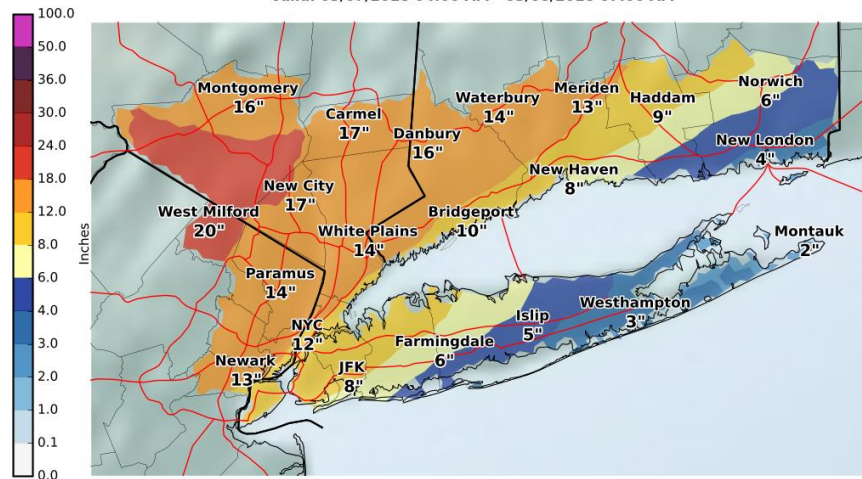 100.0
50.0
36.0
30.0
24.0
18.0
12.0
8.0
6.0
4.0
3.0
2.0
1.0
0.1
0.0
Inches
Montgomery
16"
Carmel
17"
Danbury
16"
Waterbury
14"
Meriden
13"
Haddam
9"
Norwich
6"
New London
4"
New Haven
8"
Bridgeport
10"
New City
17"
West Milford
20"
White Plains
14"
Paramus
14"
NYC
12"
Newark
13"
JFK
8"
Farmingdale
6"
Islip
5"
Westhampton
3"
Montauk
2"